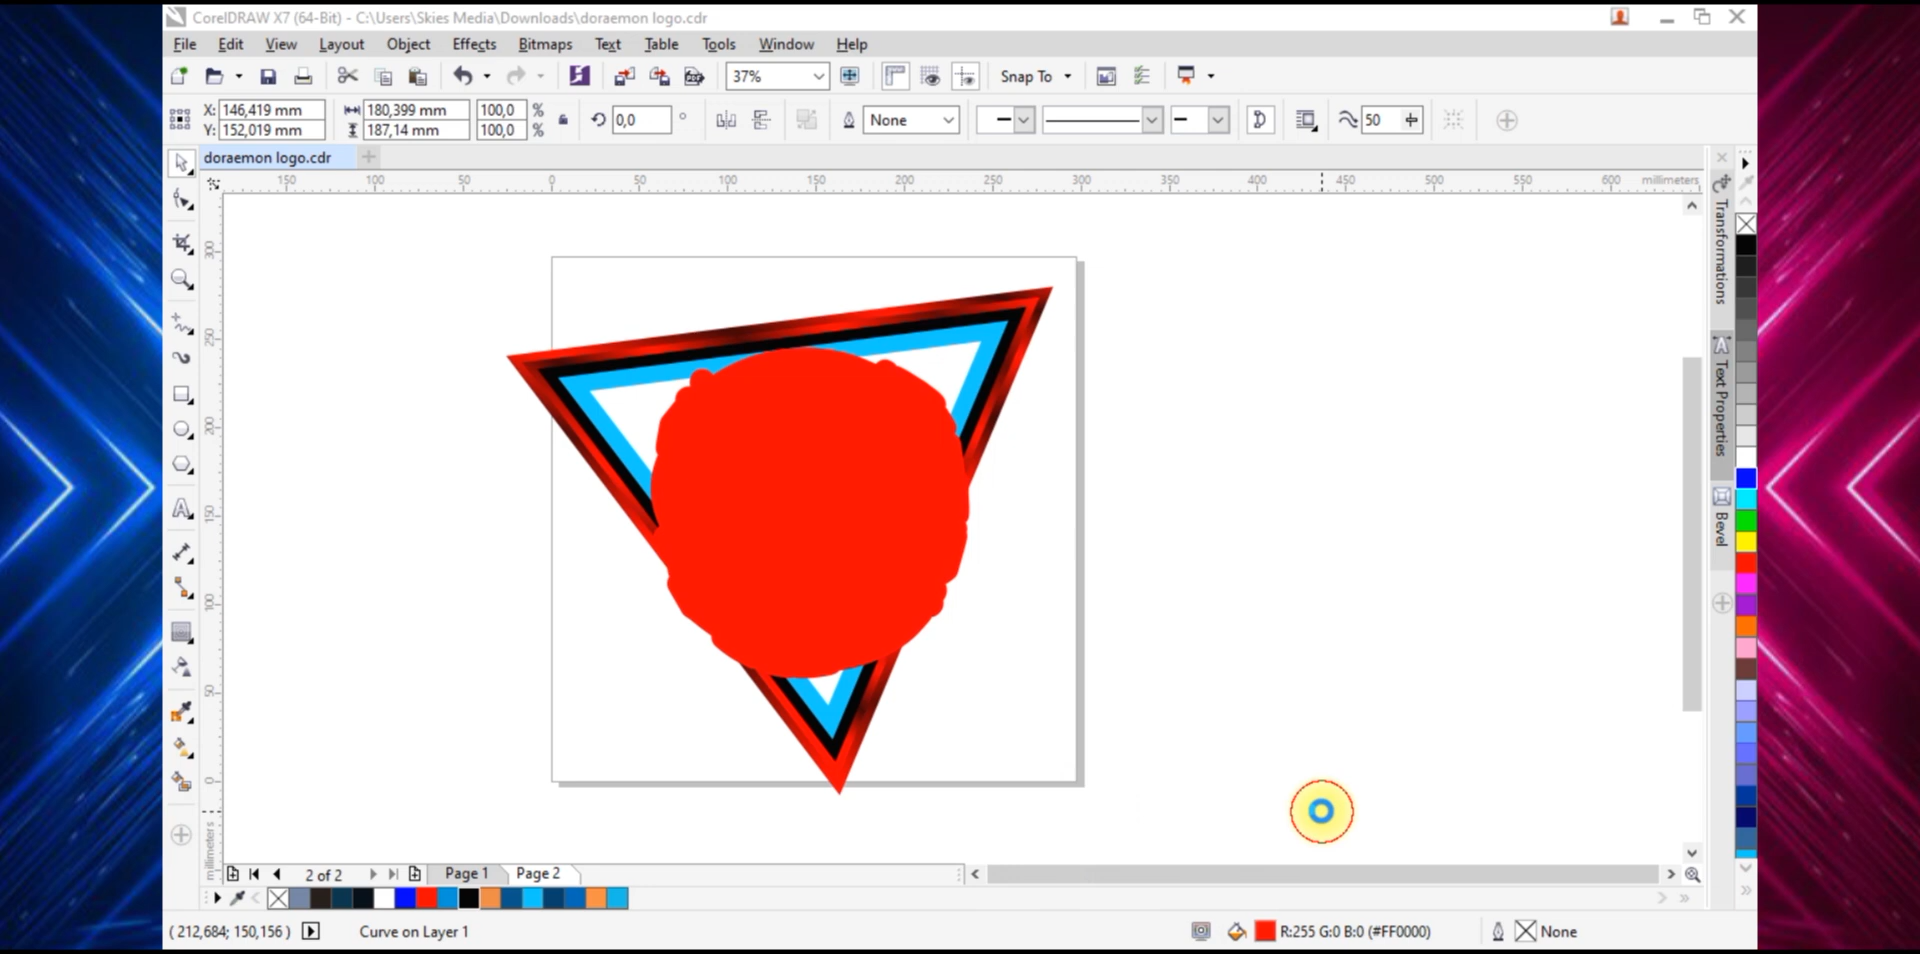 CorelDRAW X7 (64-Bit) - C:\Users\Skies Media\Downloads\doraemon logo.cdr
File Edit View Layout Object Effects Bitmaps Text Table Tools Window Help
37% Snap To
X: 146,419 mm 180,399 mm 100,0 % 0,0 ° None 50
Y: 152,019 mm 187,14 mm 100,0 %
doraemon logo.cdr
150 100 50 0 50 100 150 200 250 300 350 400 450 500 550 600 millimeters
300
250
200
150
100
50
0
millimeters
Transformations
Text Properties
Bevel
2 of 2 Page 1 Page 2
( 212,684; 150,156 ) Curve on Layer 1 R:255 G:0 B:0 (#FF0000) None